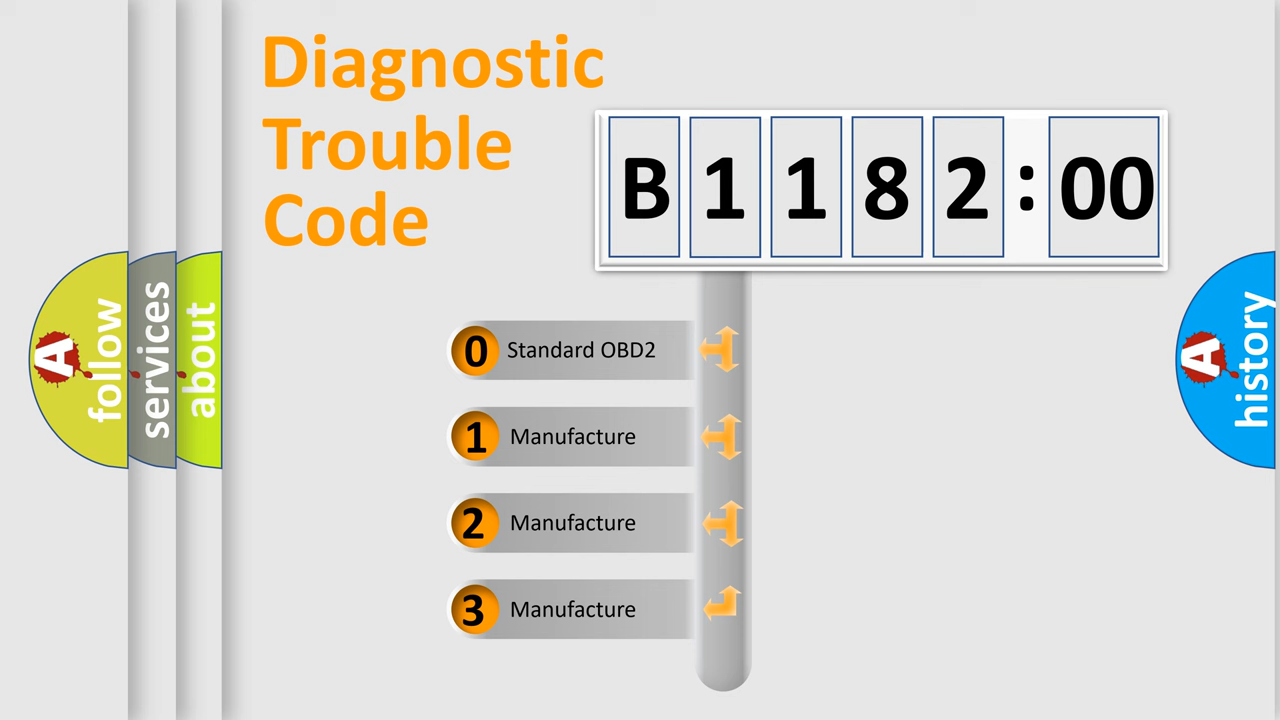 Diagnostic
Trouble
Code
B 1 1 8 2 : 00
0 Standard OBD2
1 Manufacture
2 Manufacture
3 Manufacture
A follow
services
about
A history